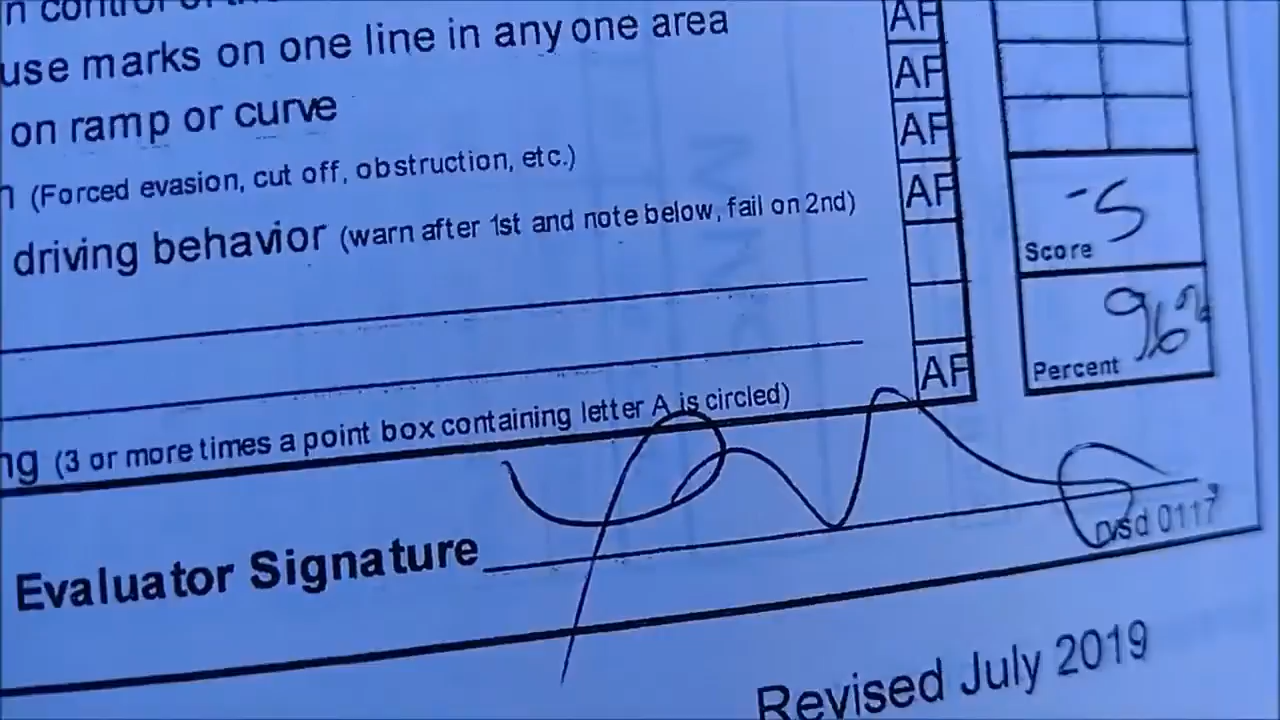 n control of the
use marks on one line in any one area AF
AF
on ramp or curve AF
n (Forced evasion, cut off, obstruction, etc.) AF
driving behavior (warn after 1st and note below, fail on 2nd)
Score -5
Percent 96%
AF
ng (3 or more times a point box containing letter A is circled)
Evaluator Signature
rvsd 0117
Revised July 2019